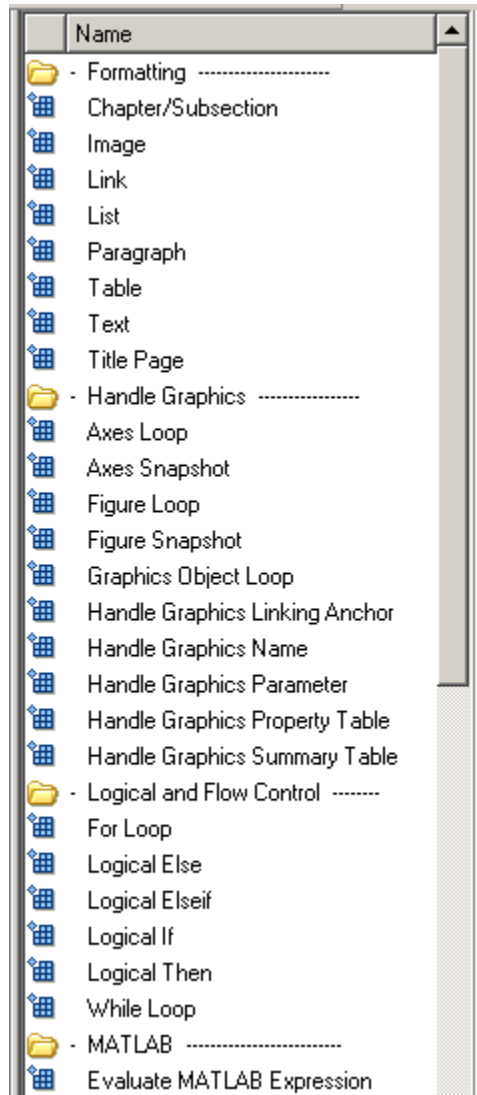 Name
- Formatting ----------------------
Chapter/Subsection
Image
Link
List
Paragraph
Table
Text
Title Page
- Handle Graphics -----------------
Axes Loop
Axes Snapshot
Figure Loop
Figure Snapshot
Graphics Object Loop
Handle Graphics Linking Anchor
Handle Graphics Name
Handle Graphics Parameter
Handle Graphics Property Table
Handle Graphics Summary Table
- Logical and Flow Control --------
For Loop
Logical Else
Logical Elseif
Logical If
Logical Then
While Loop
- MATLAB --------------------------
Evaluate MATLAB Expression